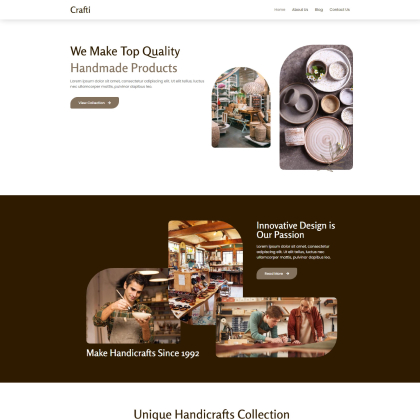 Crafti
Home About Us Blog Contact Us
We Make Top Quality
Handmade Products
Lorem ipsum dolor sit amet, consectetur adipiscing elit. Ut elit tellus,
nec ullamcorper mattis, pulvinar dapibus leo.
View Collection
Innovative Design is
Our Passion
Lorem ipsum dolor sit amet, consectetur
adipiscing elit. Ut elit tellus, luctus nec
ullamcorper mattis, pulvinar dapibus leo.
Read More
Make Handicrafts Since 1992
Unique Handicrafts Collection